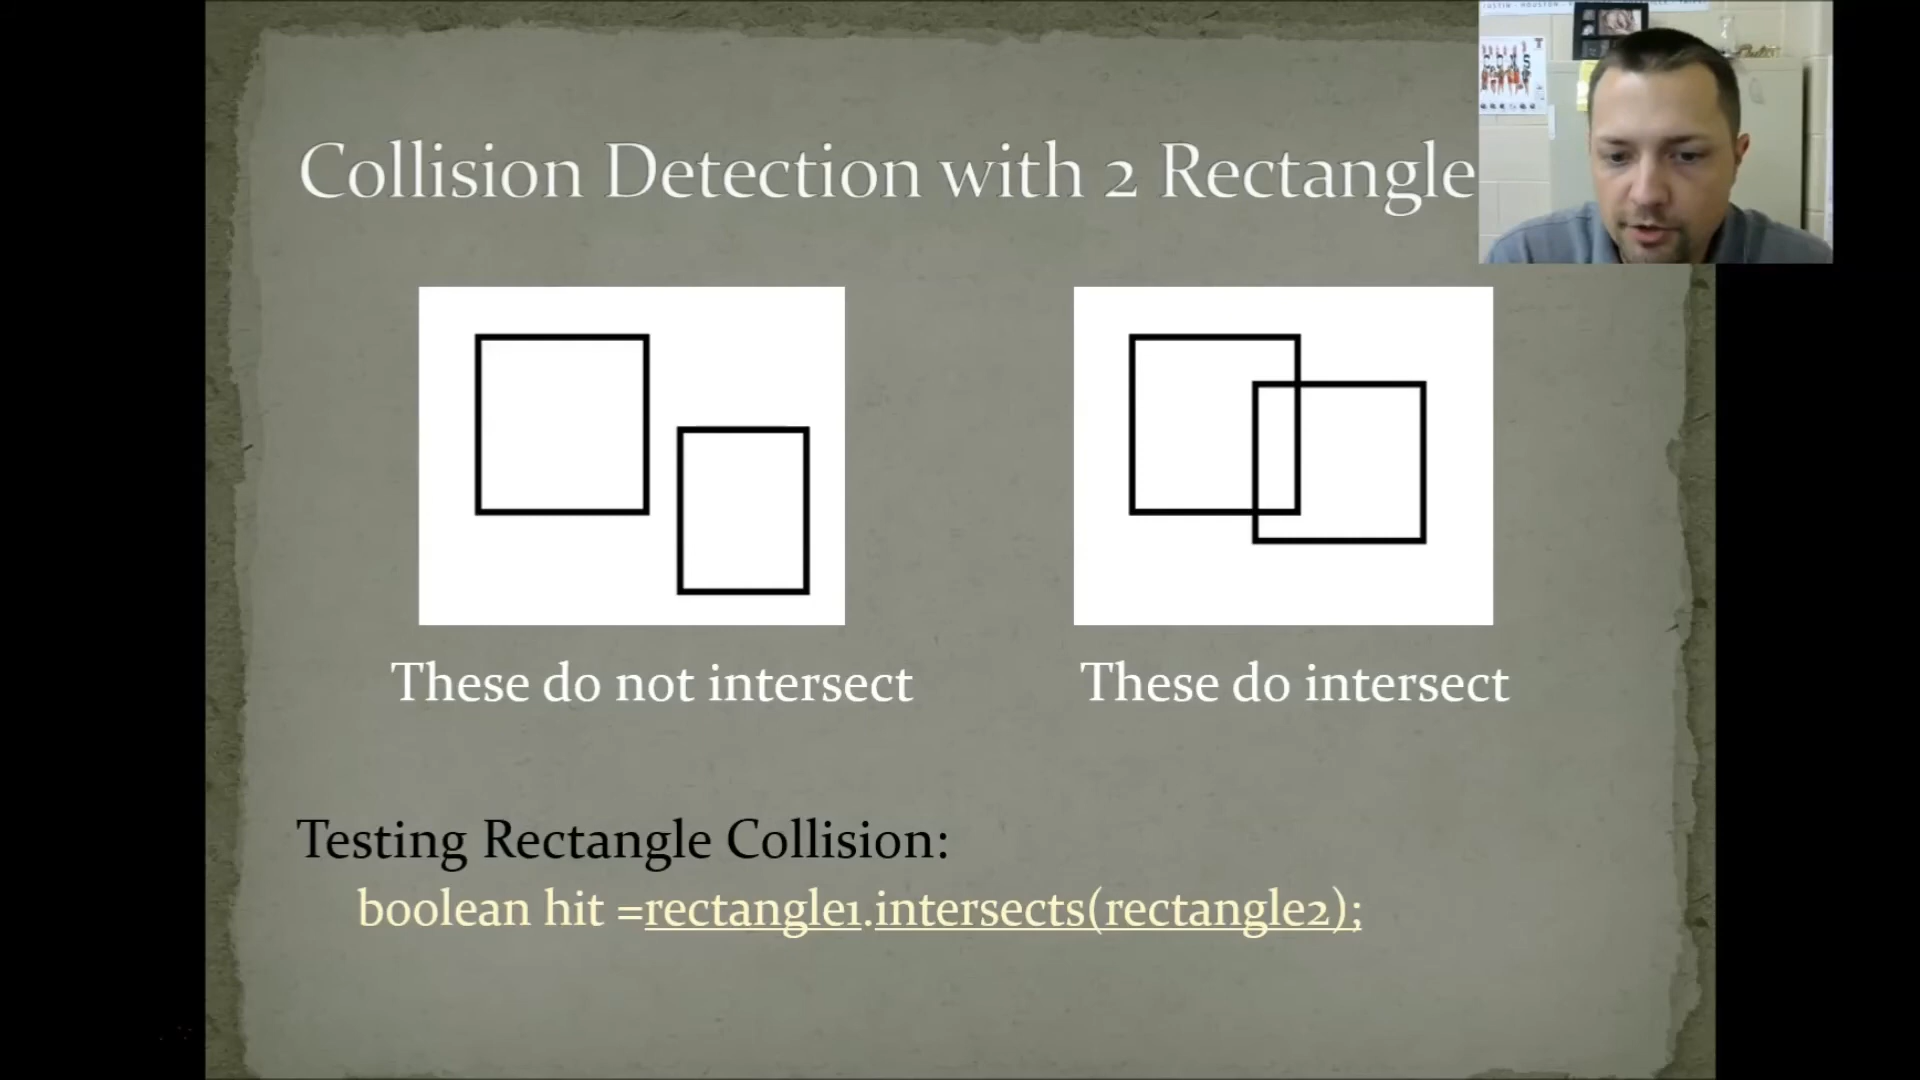 Collision Detection with 2 Rectangle
These do not intersect
These do intersect
Testing Rectangle Collision:
boolean hit =rectangle1.intersects(rectangle2);